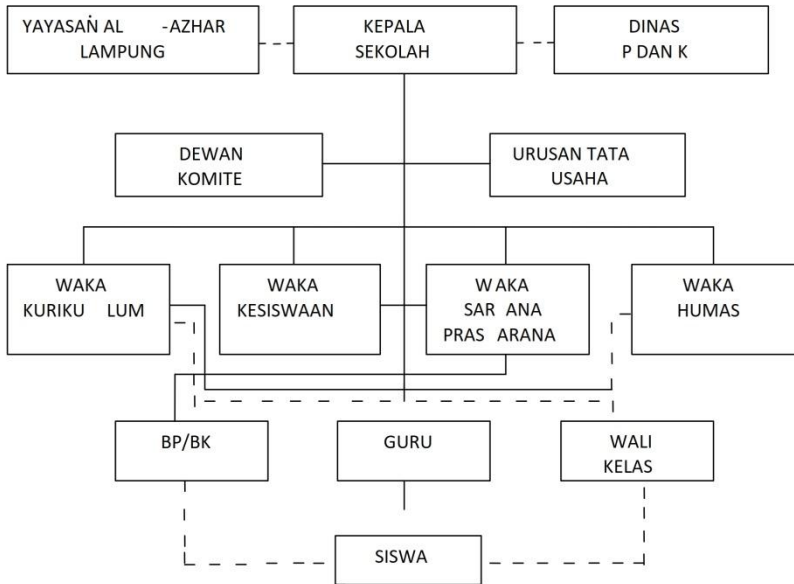 YAYASAN AL -AZHAR
LAMPUNG
KEPALA
SEKOLAH
DINAS
P DAN K
DEWAN
KOMITE
URUSAN TATA
USAHA
WAKA
KURIKU LUM
WAKA
KESISWAAN
W AKA
SAR ANA
PRAS ARANA
WAKA
HUMAS
BP/BK
GURU
WALI
KELAS
SISWA